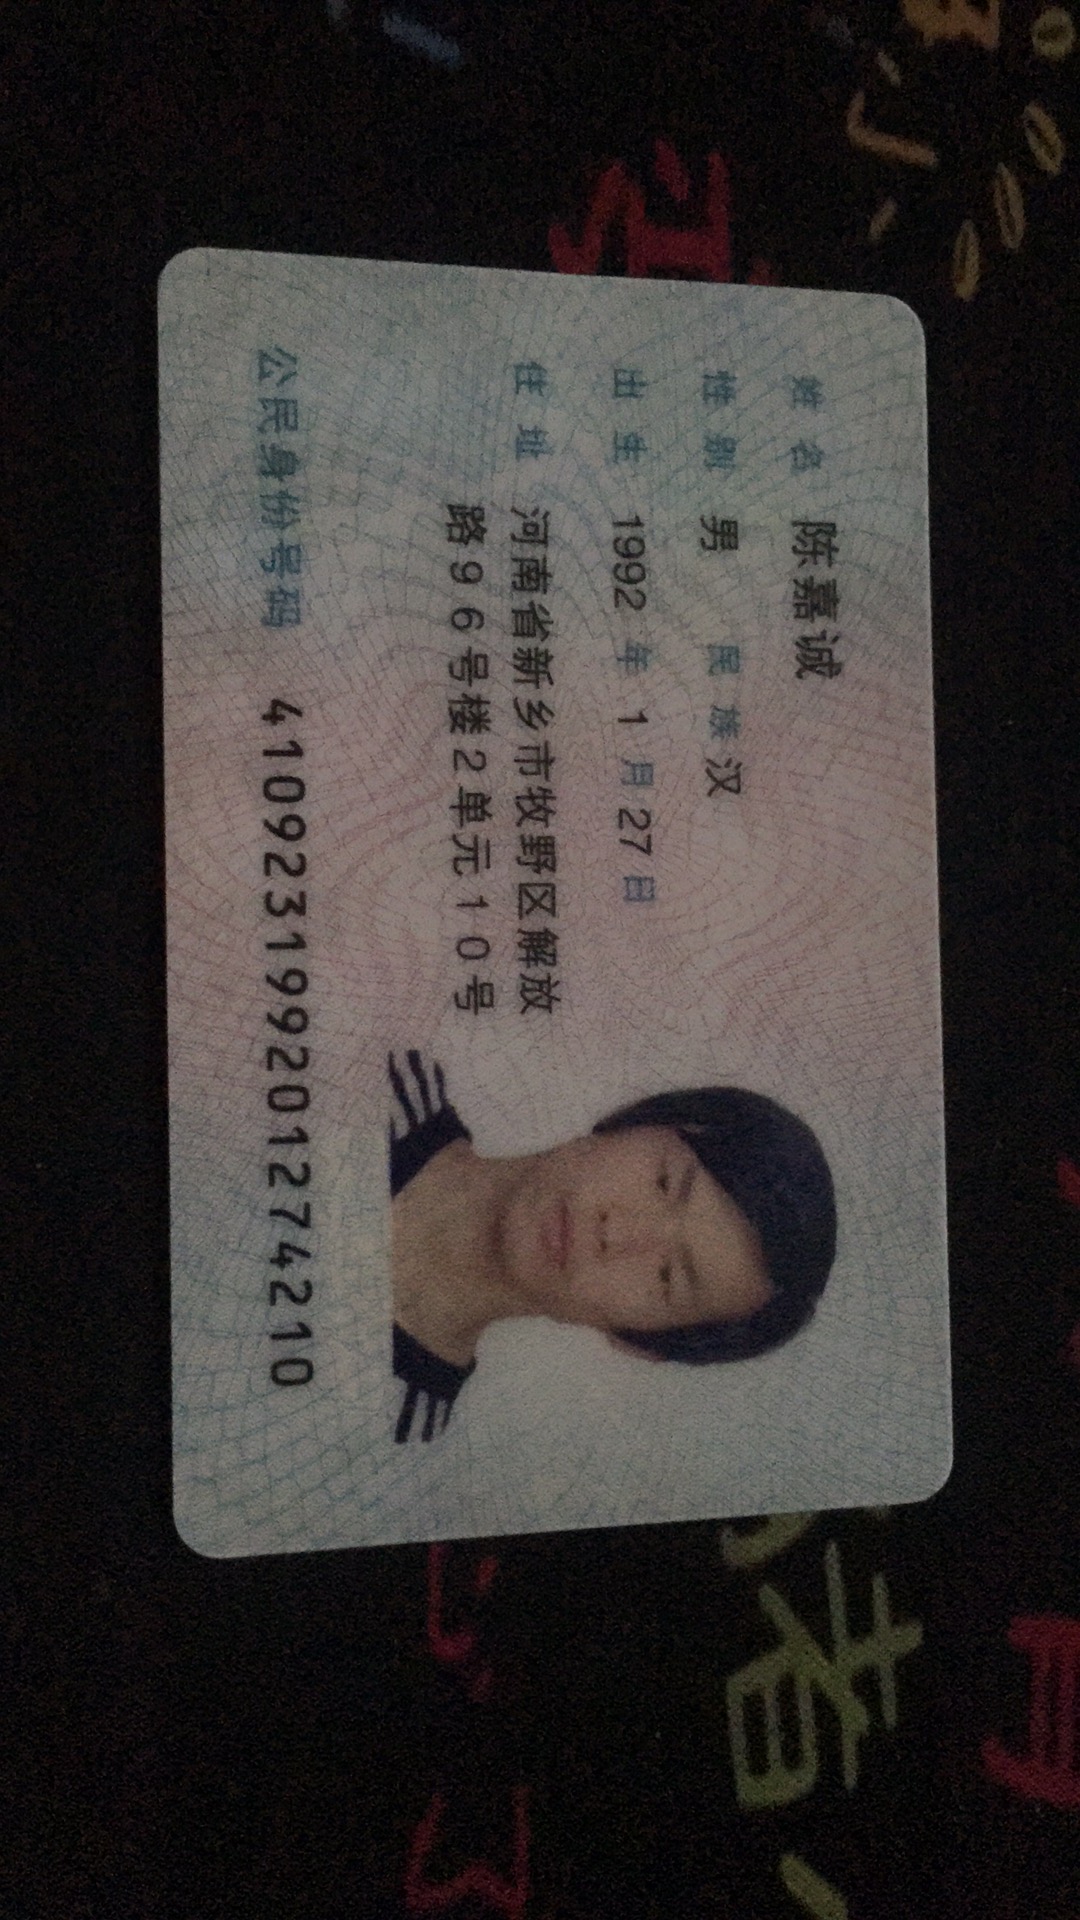 姓名 陈嘉诚
性别 男 民族 汉
出生 1992 年 1 月 27 日
住址 河南省新乡市牧野区解放
路96号楼2单元10号
公民身份号码 410923199201274210